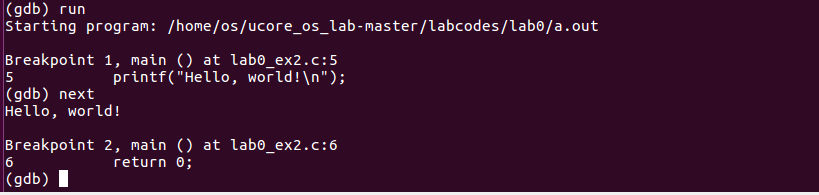 (gdb) run
Starting program: /home/os/ucore_os_lab-master/labcodes/lab0/a.out
Breakpoint 1, main () at lab0_ex2.c:5
5           printf("Hello, world!\n");
(gdb) next
Hello, world!
Breakpoint 2, main () at lab0_ex2.c:6
6           return 0;
(gdb)